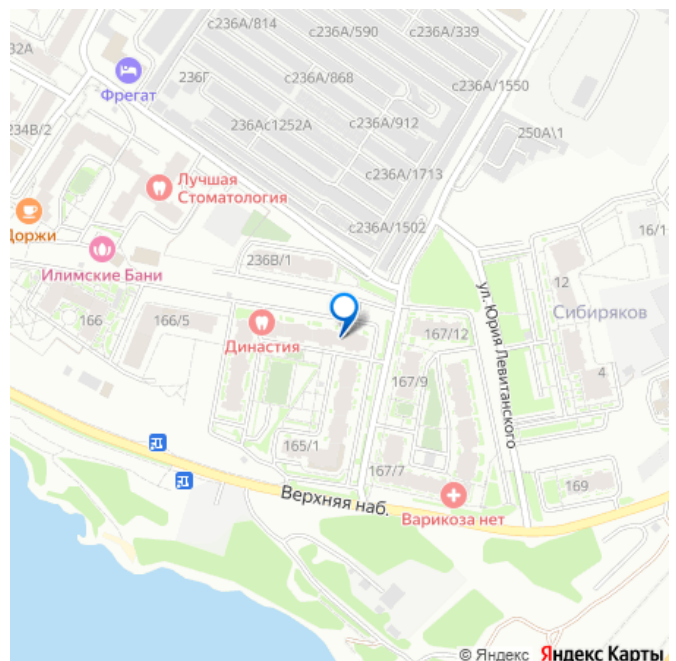 с236А/814
с236А/590
с236А/339
32А
236Г
с236А/868
с236А/1550
Фрегат
234В/2
236Ас1252А
с236А/912
250А\1
с236А/1713
Лучшая
Стоматология
Доржи
с236А/1502
16/1
Илимские Бани
236В/1
12
Сибиряков
166
166/5
Династия
167/12
ул. Юрия Левитанского
167/9
4
165/1
167/7
169
Верхняя наб.
Варикоза нет
© Яндекс Яндекс Карты